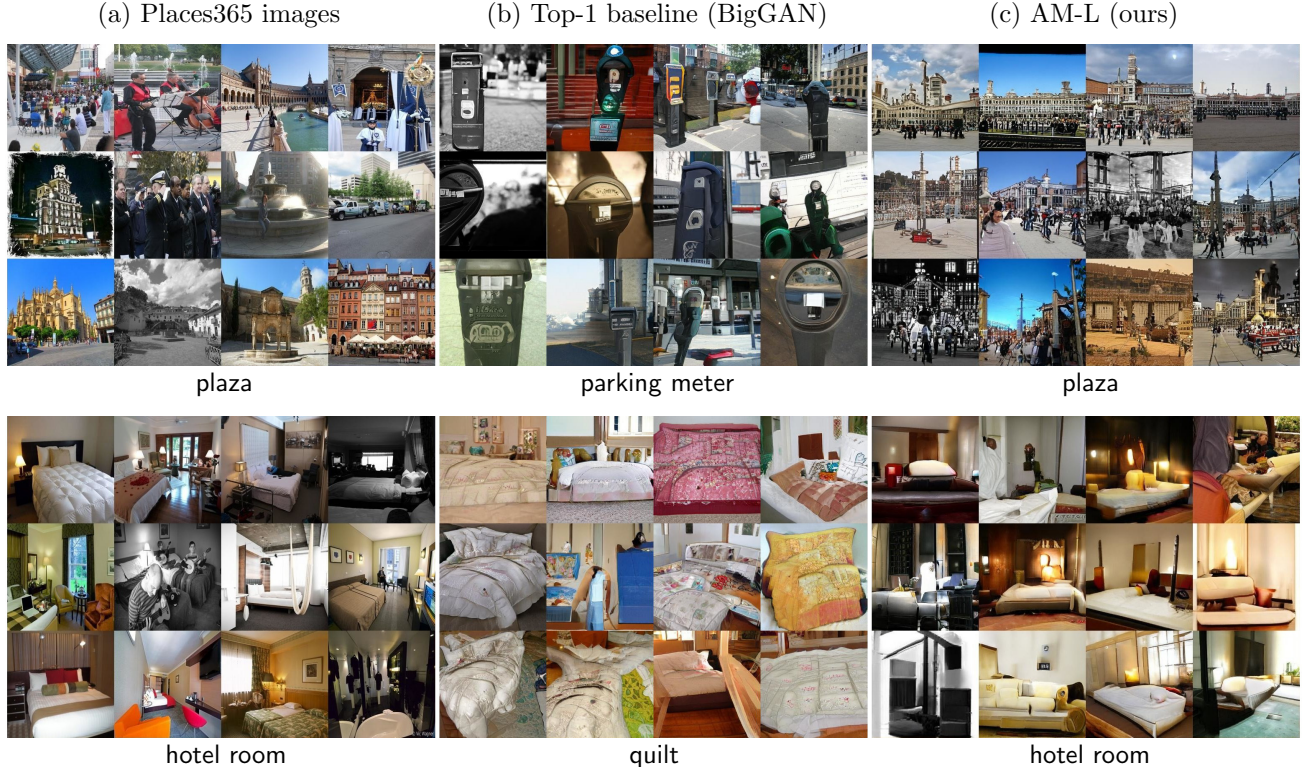 (a) Places365 images
(b) Top-1 baseline (BigGAN)
(c) AM-L (ours)
plaza
parking meter
plaza
hotel room
quilt
hotel room